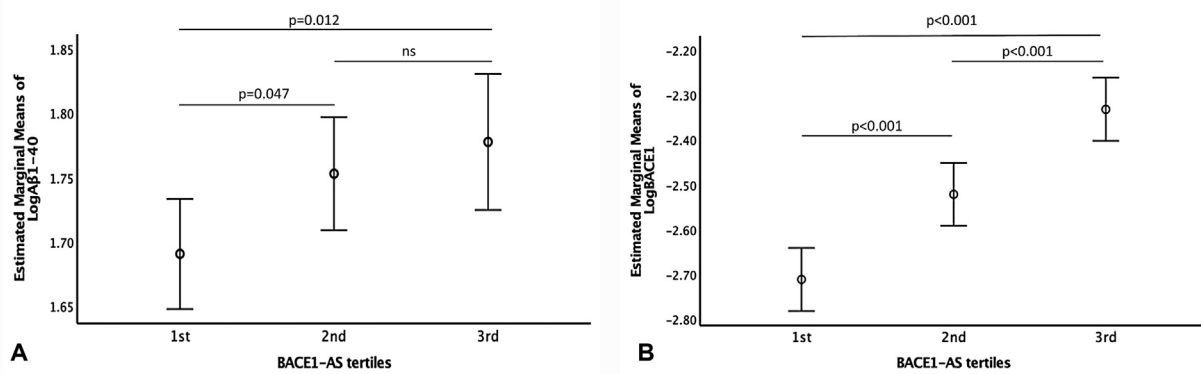 p=0.012
ns
p=0.047
1.85
1.80
1.75
1.70
1.65
Estimated Marginal Means of
LogAβ1-40
1st
2nd
3rd
BACE1-AS tertiles
A
p<0.001
p<0.001
p<0.001
-2.20
-2.30
-2.40
-2.50
-2.60
-2.70
-2.80
Estimated Marginal Means of
LogBACE1
1st
2nd
3rd
BACE1-AS tertiles
B